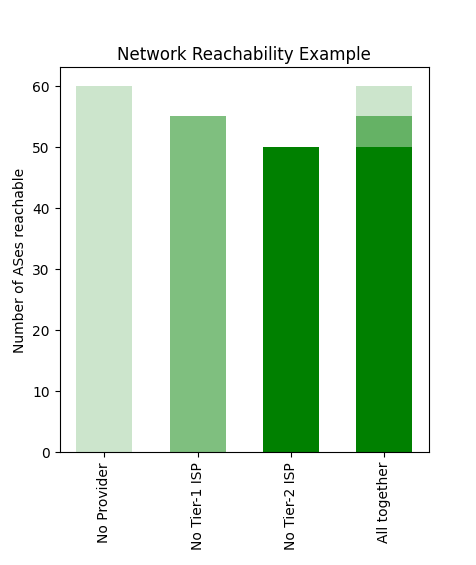 Network Reachability Example
Number of ASes reachable
60
50
40
30
20
10
0
No Provider
No Tier-1 ISP
No Tier-2 ISP
All together